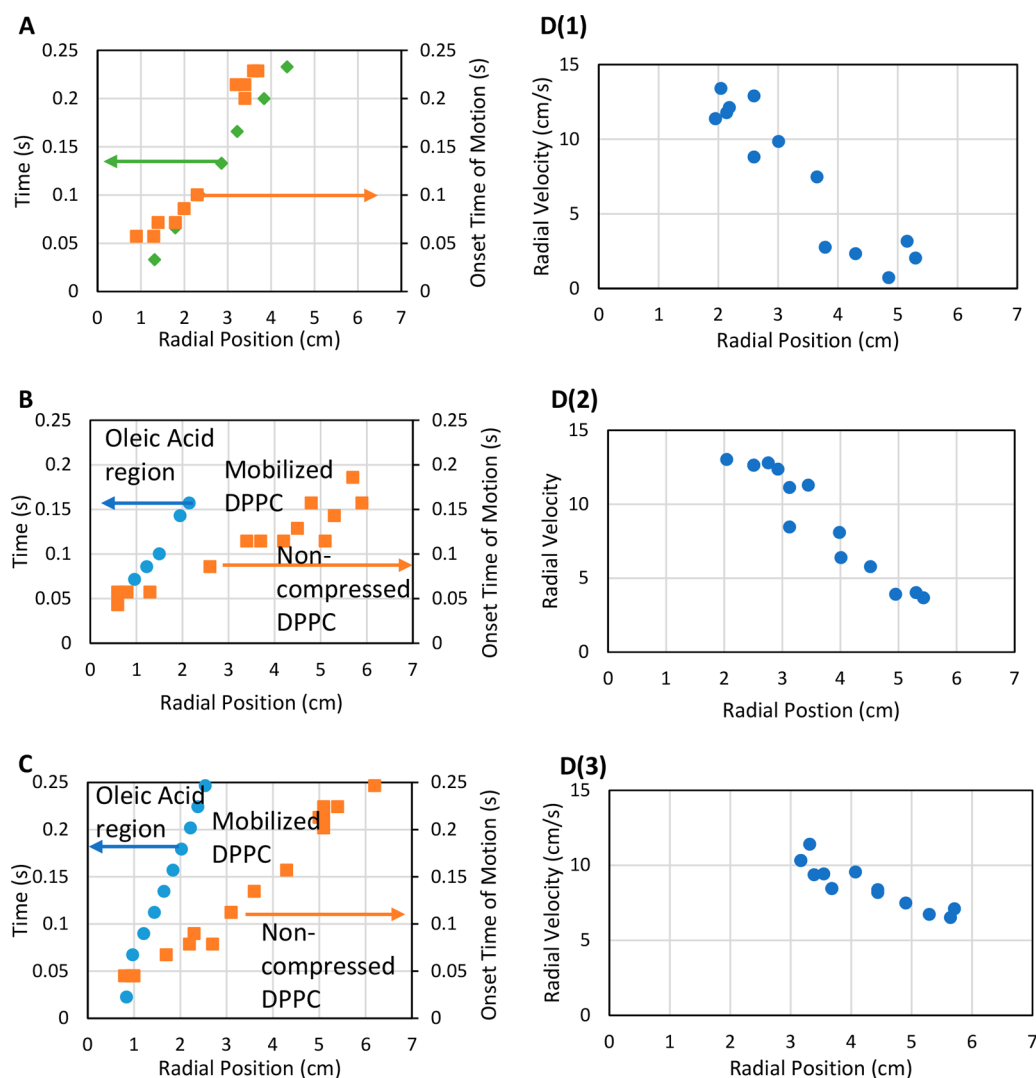 A
0.25
0.2
0.15
0.1
0.05
0
Time (s)
0.25
0.2
0.15
0.1
0.05
0
Onset Time of Motion (s)
0 1 2 3 4 5 6 7
Radial Position (cm)
D(1)
15
10
5
0
Radial Velocity (cm/s)
0 1 2 3 4 5 6 7
Radial Position (cm)
B
0.25
0.2
0.15
0.1
0.05
0
Time (s)
Oleic Acid
region
Mobilized
DPPC
Non-
compressed
DPPC
0.25
0.2
0.15
0.1
0.05
0
Onset Time of Motion (s)
0 1 2 3 4 5 6 7
Radial Position (cm)
D(2)
15
10
5
0
Radial Velocity
0 1 2 3 4 5 6 7
Radial Postion (cm)
C
0.25
0.2
0.15
0.1
0.05
0
Time (s)
Oleic Acid
region
Mobilized
DPPC
Non-
compressed
DPPC
0.25
0.2
0.15
0.1
0.05
0
Onset Time of Motion (s)
0 1 2 3 4 5 6 7
Radial Position (cm)
D(3)
15
10
5
0
Radial Velocity (cm/s)
0 1 2 3 4 5 6 7
Radial Position (cm)